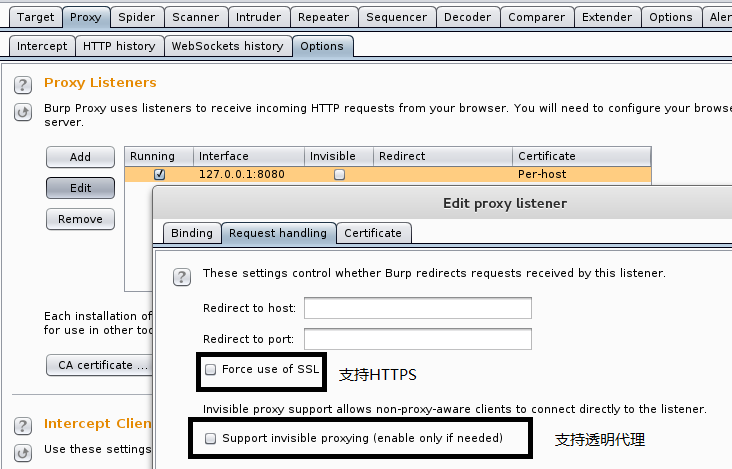 Target Proxy Spider Scanner Intruder Repeater Sequencer Decoder Comparer Extender Options
Intercept HTTP history WebSockets history Options
? Proxy Listeners
Burp Proxy uses listeners to receive incoming HTTP requests from your browser. You will need to configure your
server.
Add
Running Interface Invisible Redirect Certificate
127.0.0.1:8080 Per-host
Edit
Remove
Edit proxy listener
Binding Request handling Certificate
? These settings control whether Burp redirects requests received by this listener.
Redirect to host:
Redirect to port:
Each installation of
for use in other
Force use of SSL 支持HTTPS
CA certificate ...
Invisible proxy support allows non-proxy-aware clients to connect directly to the listener.
? Intercept
Support invisible proxying (enable only if needed) 支持透明代理
Use these settings